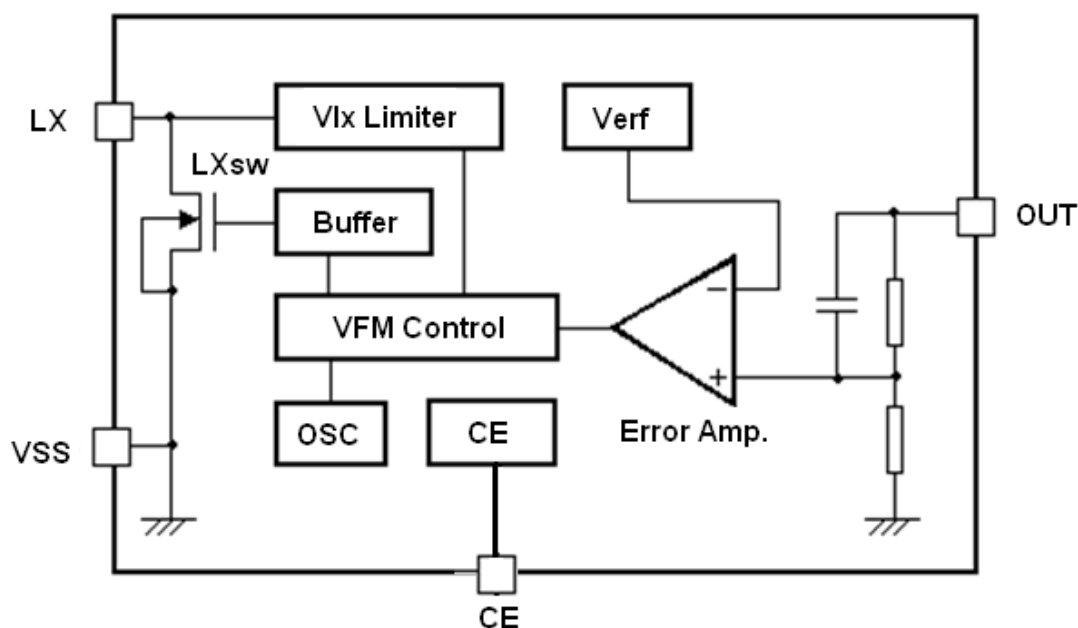 LX
Vlx Limiter
Verf
LXsw
Buffer
OUT
VFM Control
−
+
Error Amp.
OSC
CE
VSS
CE